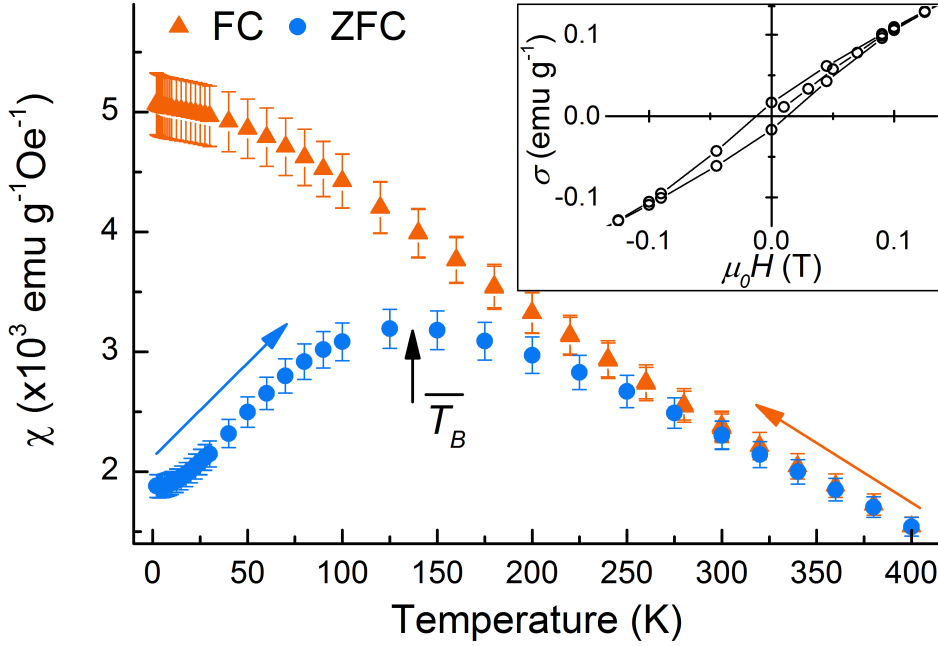 FC ZFC
χ (x10³ emu g⁻¹Oe⁻¹)
5
4
3
2
0 50 100 150 200 250 300 350 400
Temperature (K)
T̅_B
σ (emu g⁻¹)
0.1
0.0
-0.1
-0.1 0.0 0.1
μ₀H (T)